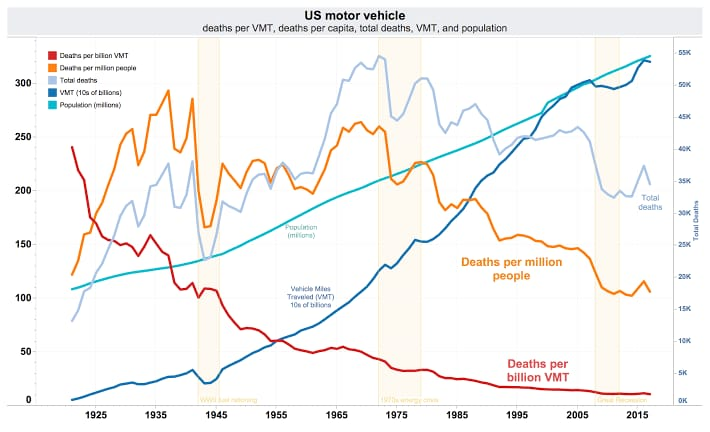 US motor vehicle
deaths per VMT, deaths per capita, total deaths, VMT, and population
Deaths per billion VMT
Deaths per million people
Total deaths
VMT (10s of billions)
Population (millions)
300
250
200
150
100
50
0
55K
50K
45K
40K
35K
30K
25K
20K
15K
10K
5K
0K
Total Deaths
Total
deaths
Population
(millions)
Deaths per million
people
Vehicle Miles
Traveled (VMT)
10s of billions
Deaths per
billion VMT
WWII fuel rationing
1970s energy crisis
Great Recession
1925
1935
1945
1955
1965
1975
1985
1995
2005
2015